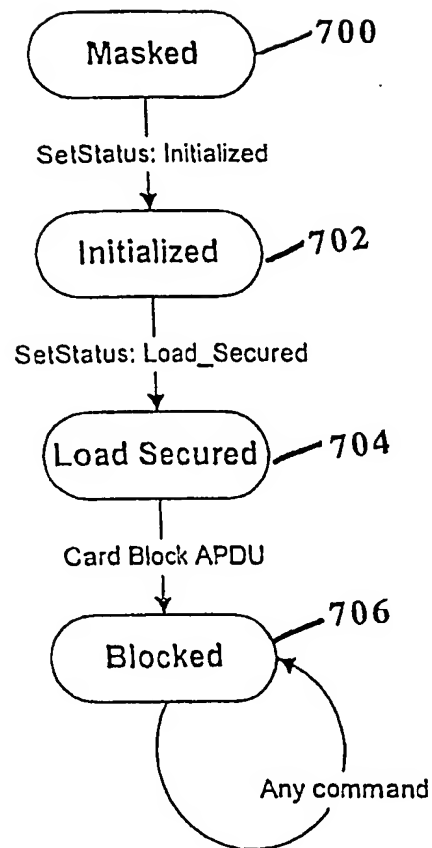 Masked 700
SetStatus: Initialized
Initialized 702
SetStatus: Load_Secured
Load Secured 704
Card Block APDU
Blocked 706
Any command